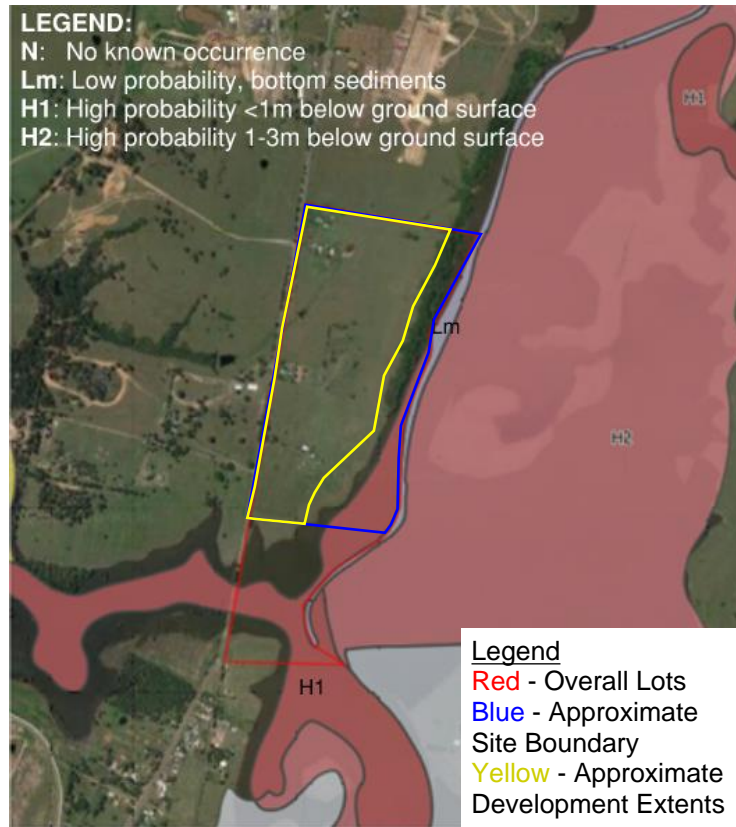 LEGEND:
N: No known occurrence
Lm: Low probability, bottom sediments
H1: High probability <1m below ground surface
H2: High probability 1-3m below ground surface
H1
Lm
H2
H1
Legend
Red - Overall Lots
Blue - Approximate
Site Boundary
Yellow - Approximate
Development Extents